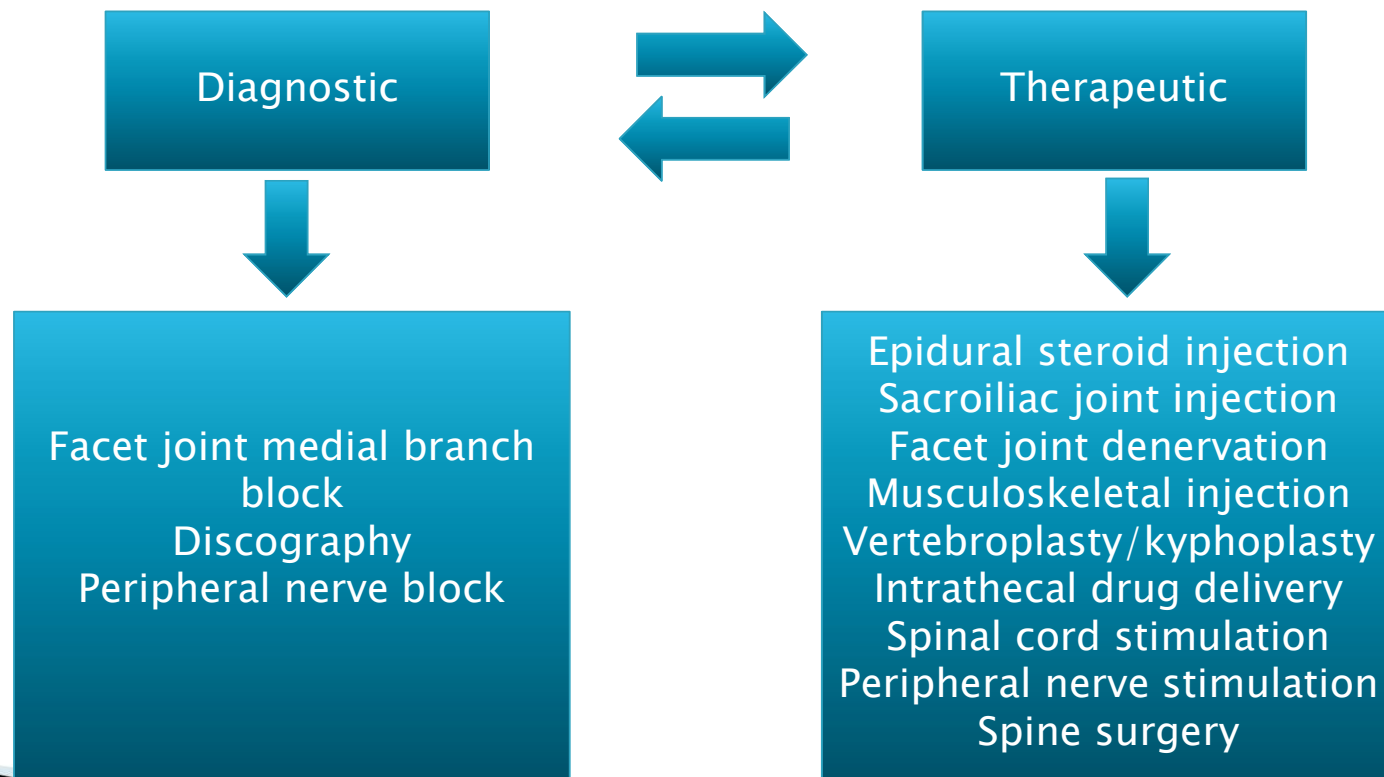 Diagnostic
Therapeutic
Facet joint medial branch
block
Discography
Peripheral nerve block
Epidural steroid injection
Sacroiliac joint injection
Facet joint denervation
Musculoskeletal injection
Vertebroplasty/kyphoplasty
Intrathecal drug delivery
Spinal cord stimulation
Peripheral nerve stimulation
Spine surgery